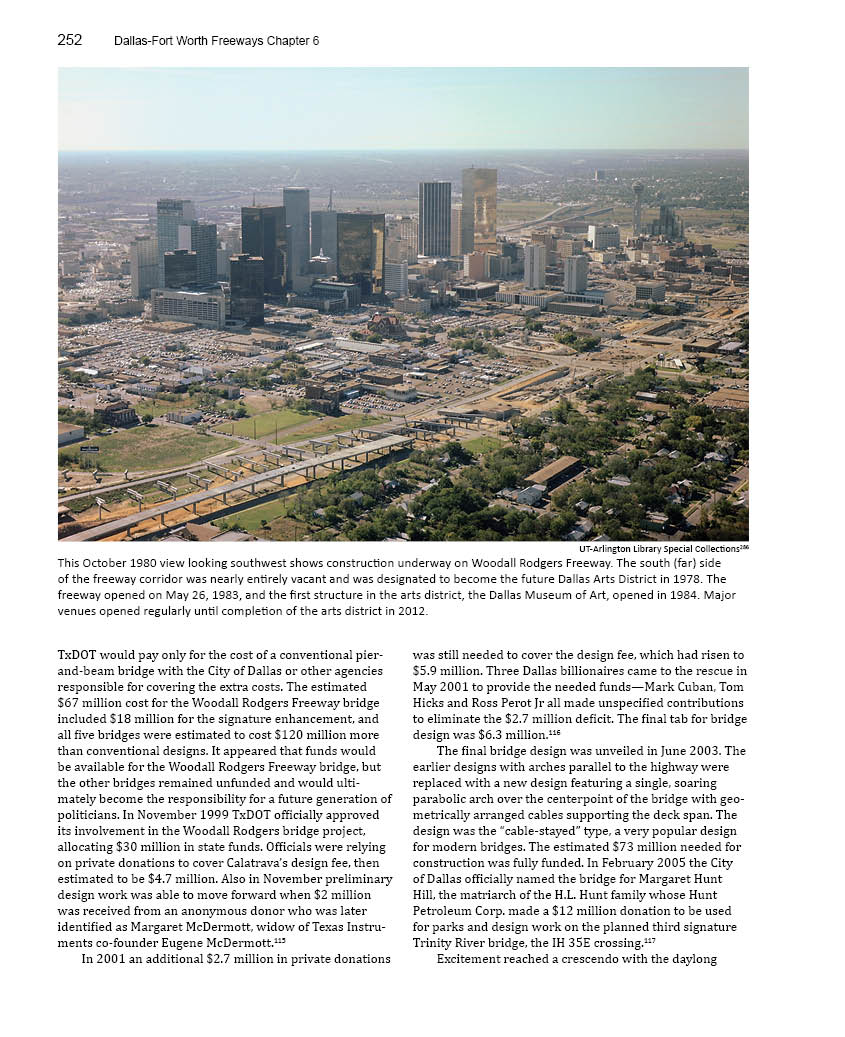 252 Dallas-Fort Worth Freeways Chapter 6
UT-Arlington Library Special Collections²⁸⁶
This October 1980 view looking southwest shows construction underway on Woodall Rodgers Freeway. The south (far) side
of the freeway corridor was nearly entirely vacant and was designated to become the future Dallas Arts District in 1978. The
freeway opened on May 26, 1983, and the first structure in the arts district, the Dallas Museum of Art, opened in 1984. Major
venues opened regularly until completion of the arts district in 2012.
TxDOT would pay only for the cost of a conventional pier-
and-beam bridge with the City of Dallas or other agencies
responsible for covering the extra costs. The estimated
$67 million cost for the Woodall Rodgers Freeway bridge
included $18 million for the signature enhancement, and
all five bridges were estimated to cost $120 million more
than conventional designs. It appeared that funds would
be available for the Woodall Rodgers Freeway bridge, but
the other bridges remained unfunded and would ulti-
mately become the responsibility for a future generation of
politicians. In November 1999 TxDOT officially approved
its involvement in the Woodall Rodgers bridge project,
allocating $30 million in state funds. Officials were relying
on private donations to cover Calatrava's design fee, then
estimated to be $4.7 million. Also in November preliminary
design work was able to move forward when $2 million
was received from an anonymous donor who was later
identified as Margaret McDermott, widow of Texas Instru-
ments co-founder Eugene McDermott.¹¹⁵
In 2001 an additional $2.7 million in private donations
was still needed to cover the design fee, which had risen to
$5.9 million. Three Dallas billionaires came to the rescue in
May 2001 to provide the needed funds—Mark Cuban, Tom
Hicks and Ross Perot Jr all made unspecified contributions
to eliminate the $2.7 million deficit. The final tab for bridge
design was $6.3 million.¹¹⁶
The final bridge design was unveiled in June 2003. The
earlier designs with arches parallel to the highway were
replaced with a new design featuring a single, soaring
parabolic arch over the centerpoint of the bridge with geo-
metrically arranged cables supporting the deck span. The
design was the “cable-stayed” type, a very popular design
for modern bridges. The estimated $73 million needed for
construction was fully funded. In February 2005 the City
of Dallas officially named the bridge for Margaret Hunt
Hill, the matriarch of the H.L. Hunt family whose Hunt
Petroleum Corp. made a $12 million donation to be used
for parks and design work on the planned third signature
Trinity River bridge, the IH 35E crossing.¹¹⁷
Excitement reached a crescendo with the daylong